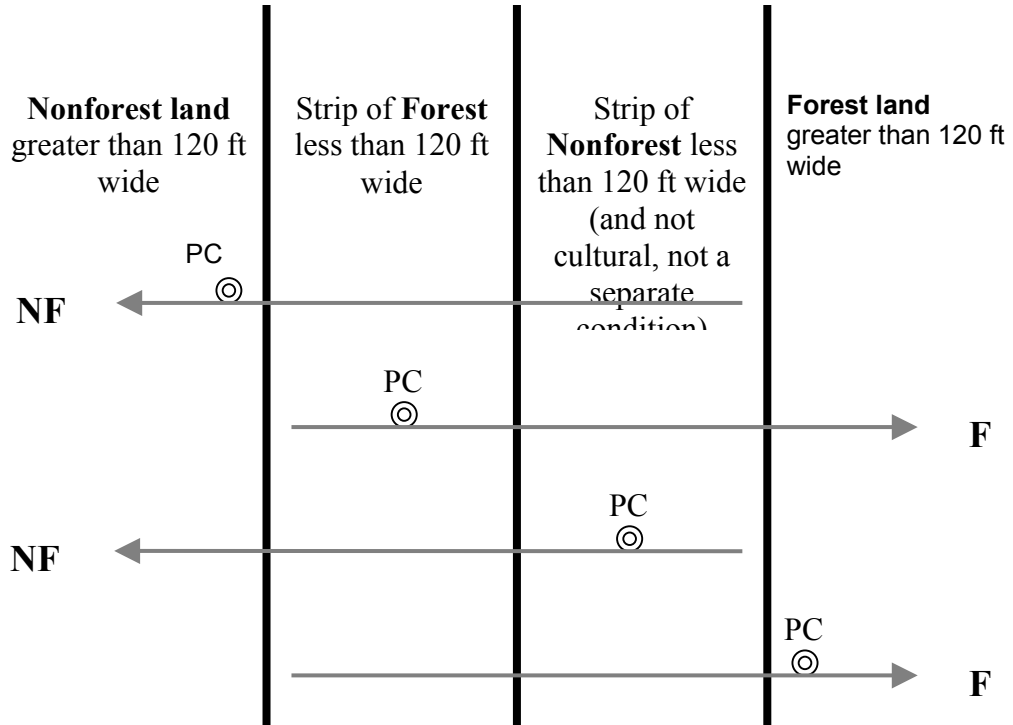 Nonforest land
greater than 120 ft
wide
Strip of Forest
less than 120 ft
wide
Strip of
Nonforest less
than 120 ft wide
(and not
cultural, not a
separate
condition)
Forest land
greater than 120 ft
wide
PC
NF
PC
F
PC
NF
PC
F